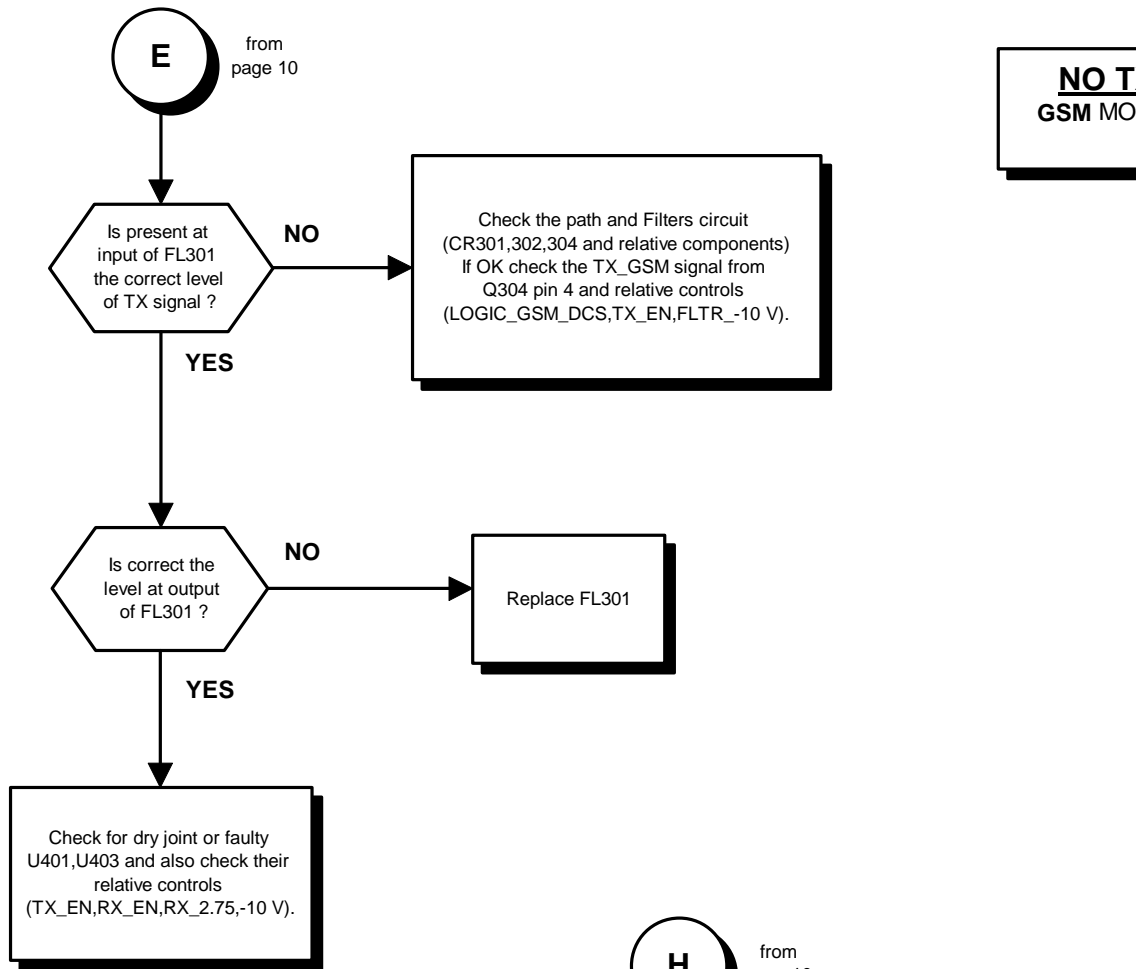 E
from
page 10
NO
GSM
Is present at
input of FL301
the correct level
of TX signal ?
NO
Check the path and Filters circuit
(CR301,302,304 and relative components)
If OK check the TX_GSM signal from
Q304 pin 4 and relative controls
(LOGIC_GSM_DCS,TX_EN,FLTR_-10 V).
YES
Is correct the
level at output
of FL301 ?
NO
Replace FL301
YES
Check for dry joint or faulty
U401,U403 and also check their
relative controls
(TX_EN,RX_EN,RX_2.75,-10 V).
H
from